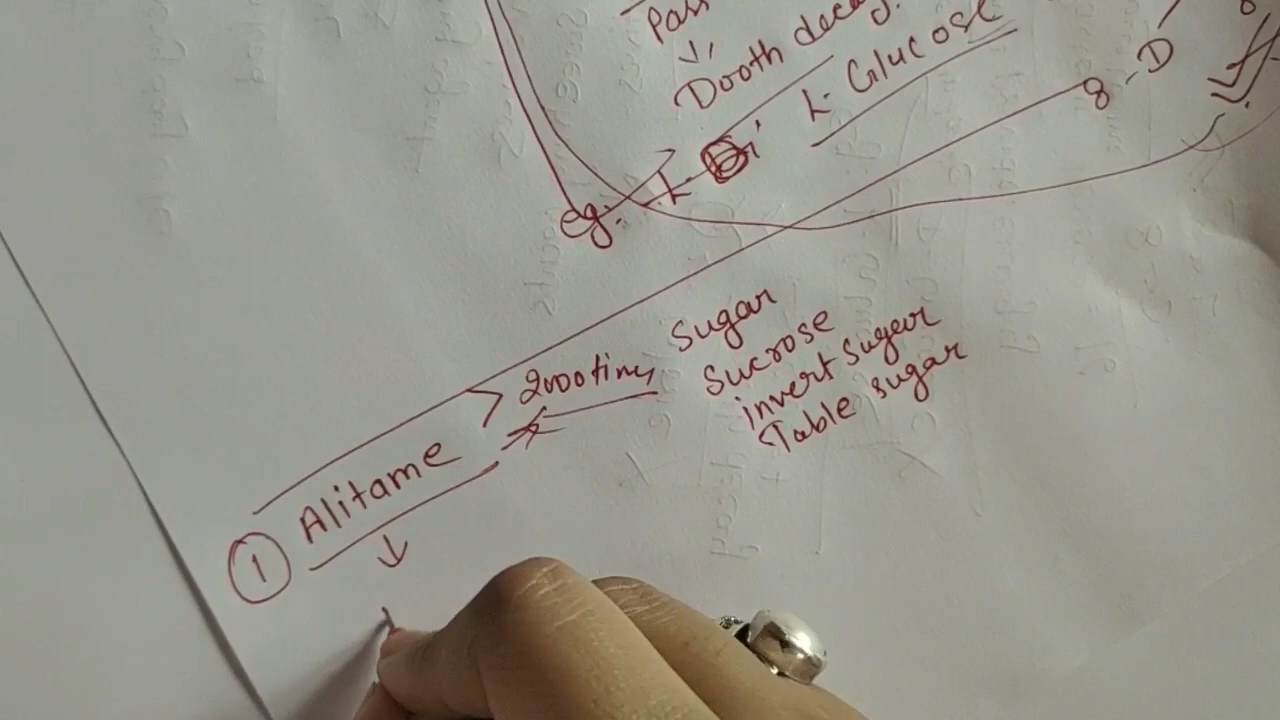 Dooth decay.
eg:- L- L- Glucose
8-D
① Alitame > 2000 times Sugar
Sucrose
invert sugar
Table sugar